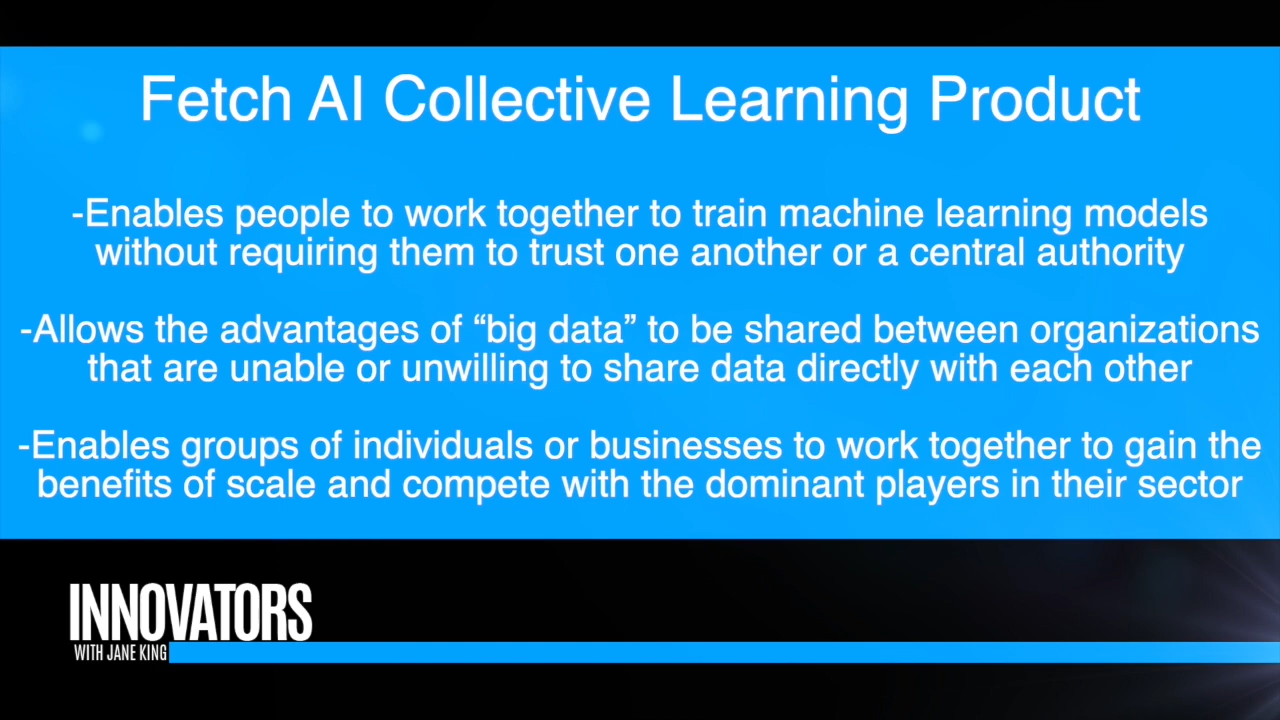 Fetch AI Collective Learning Product
-Enables people to work together to train machine learning models
without requiring them to trust one another or a central authority
-Allows the advantages of “big data” to be shared between organizations
that are unable or unwilling to share data directly with each other
-Enables groups of individuals or businesses to work together to gain the
benefits of scale and compete with the dominant players in their sector
INNOVATORS
WITH JANE KING